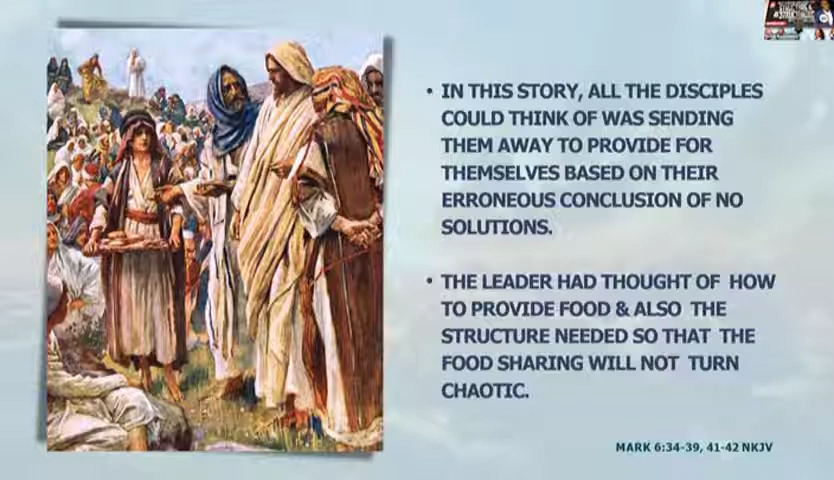 • IN THIS STORY, ALL THE DISCIPLES
COULD THINK OF WAS SENDING
THEM AWAY TO PROVIDE FOR
THEMSELVES BASED ON THEIR
ERRONEOUS CONCLUSION OF NO
SOLUTIONS.
• THE LEADER HAD THOUGHT OF HOW
TO PROVIDE FOOD & ALSO THE
STRUCTURE NEEDED SO THAT THE
FOOD SHARING WILL NOT TURN
CHAOTIC.
MARK 6:34-39, 41-42 NKJV